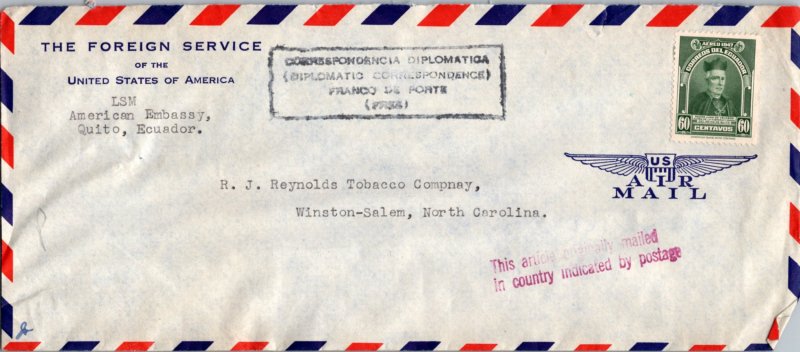 THE FOREIGN SERVICE
OF THE
UNITED STATES OF AMERICA
LSM
American Embassy,
Quito, Ecuador.
CORRESPONDENCIA DIPLOMATICA
(DIPLOMATIC CORRESPONDENCE)
FRANCO DE PORTE
(FREE)
AEREO 1947
CORREOS DEL ECUADOR
60 60
CENTAVOS
US
AIR
MAIL
R. J. Reynolds Tobacco Compnay,
Winston-Salem, North Carolina.
This article originally mailed
in country indicated by postage